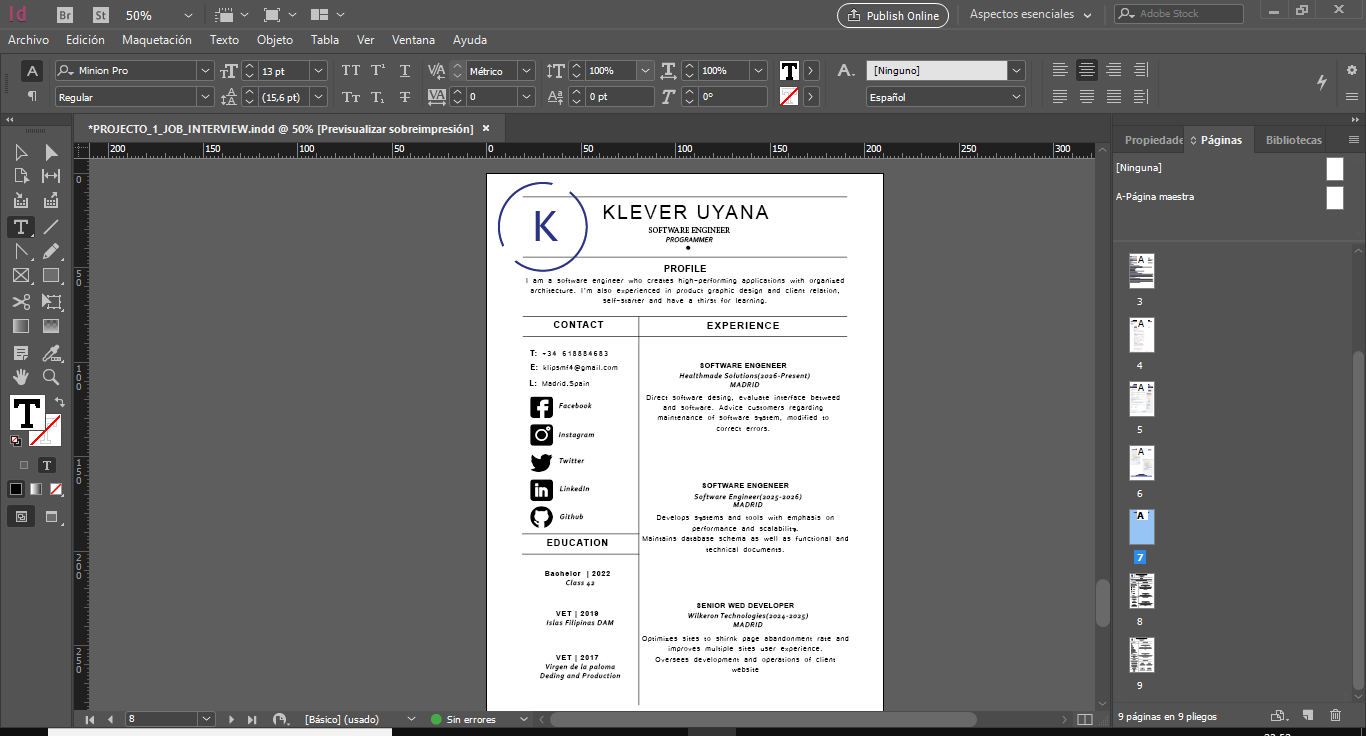 Id Br St 50% Publish Online Aspectos esenciales Adobe Stock
Archivo Edición Maquetación Texto Objeto Tabla Ver Ventana Ayuda
A Minion Pro 13 pt Métrico 100% 100% A. [Ninguno]
Regular (15,6 pt) 0 0 pt 0° Español
*PROJECTO_1_JOB_INTERVIEW.indd @ 50% [Previsualizar sobreimpresión]
200 150 100 50 0 50 100 150 200 250 300
0
50
100
150
200
250
K
KLEVER UYANA
SOFTWARE ENGINEER
PROGRAMMER
PROFILE
I am a software engineer who creates high-performing applications with organized
architecture. I'm also experienced in product graphic design and client relation,
self-starter and have a thirst for learning.
CONTACT
T: +34 618884683
E: klipsmf4@gmail.com
L: Madrid.Spain
Facebook
Instagram
Twitter
LinkedIn
Github
EDUCATION
Bachelor | 2022
Class 42
VET | 2019
Islas Filipinas DAM
VET | 2017
Virgen de la paloma
Deding and Production
EXPERIENCE
SOFTWARE ENGENEER
Healthmade Solutions(2026-Present)
MADRID
Direct software desing, evaluate interface betweed
and software. Advice customers regarding
maintenance of software system, modified to
correct errors.
SOFTWARE ENGENEER
Software Engineer(2025-2026)
MADRID
Develops systems and tools with emphasis on
performance and scalability.
Maintains database schema as well as functional and
technical documents.
SENIOR WED DEVELOPER
Wilkeron Technologies(2024-2025)
MADRID
Optimizes sites to shirnk page abandonment rate and
improves multiple sites user experience.
Oversees development and operations of client
website
Propiedade Páginas Bibliotecas
[Ninguna]
A-Página maestra
3
4
5
6
7
8
9
8 [Básico] (usado) Sin errores
9 páginas en 9 pliegos